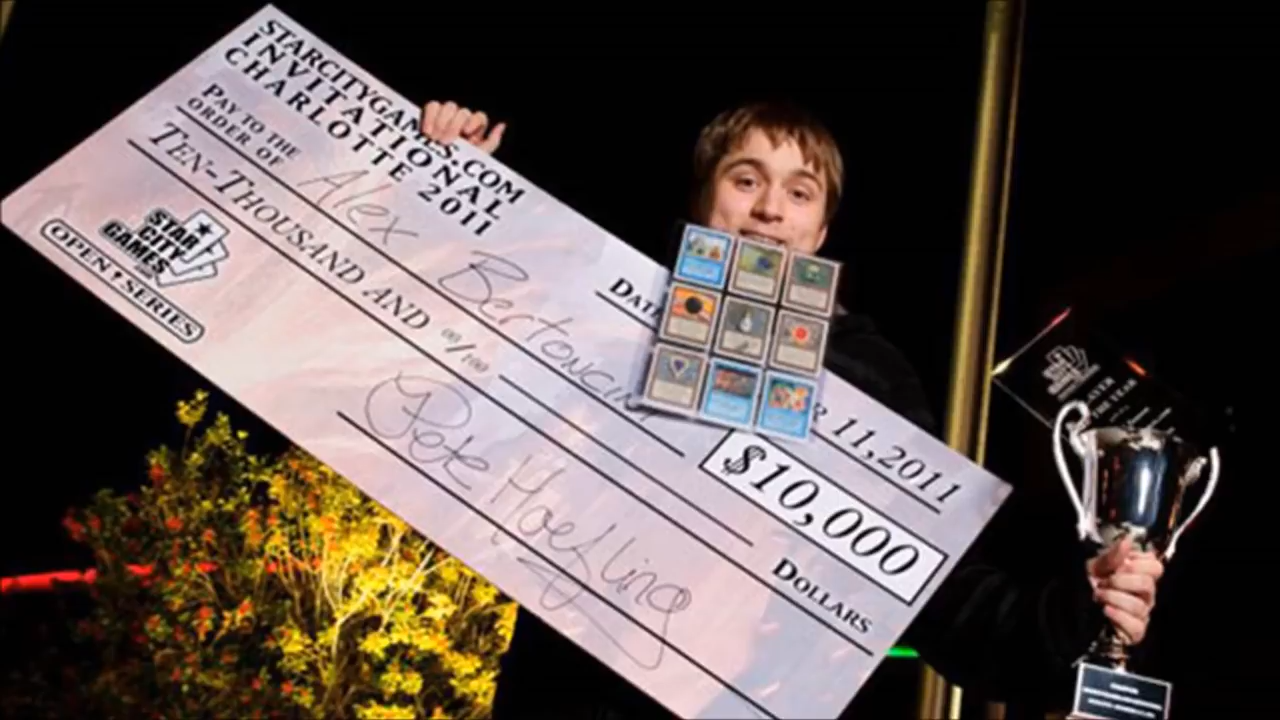 STARCITYGAMES.COM
INVITATIONAL
CHARLOTTE 2011
PAY TO THE
ORDER OF
Alex Bertoncini
TEN-THOUSAND AND 00/100
DATE
R 11, 2011
$10,000
DOLLARS
Pete Hoefling
STAR
CITY
GAMES
OPEN SERIES